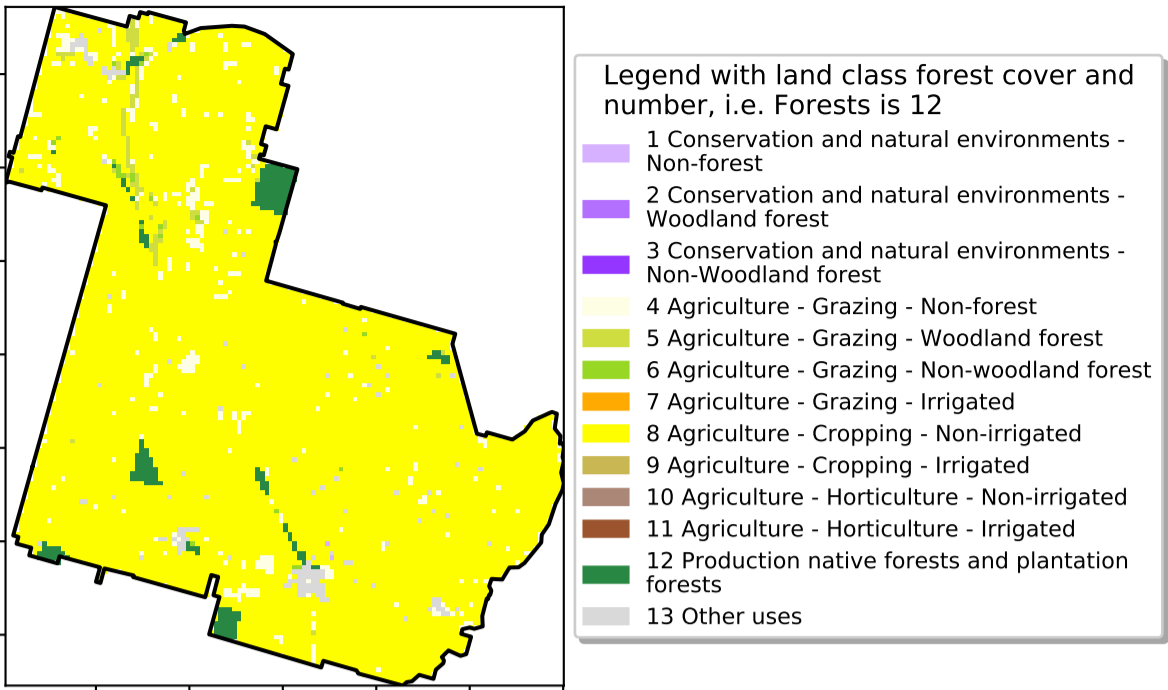 Legend with land class forest cover and
number, i.e. Forests is 12
1 Conservation and natural environments -
Non-forest
2 Conservation and natural environments -
Woodland forest
3 Conservation and natural environments -
Non-Woodland forest
4 Agriculture - Grazing - Non-forest
5 Agriculture - Grazing - Woodland forest
6 Agriculture - Grazing - Non-woodland forest
7 Agriculture - Grazing - Irrigated
8 Agriculture - Cropping - Non-irrigated
9 Agriculture - Cropping - Irrigated
10 Agriculture - Horticulture - Non-irrigated
11 Agriculture - Horticulture - Irrigated
12 Production native forests and plantation
forests
13 Other uses